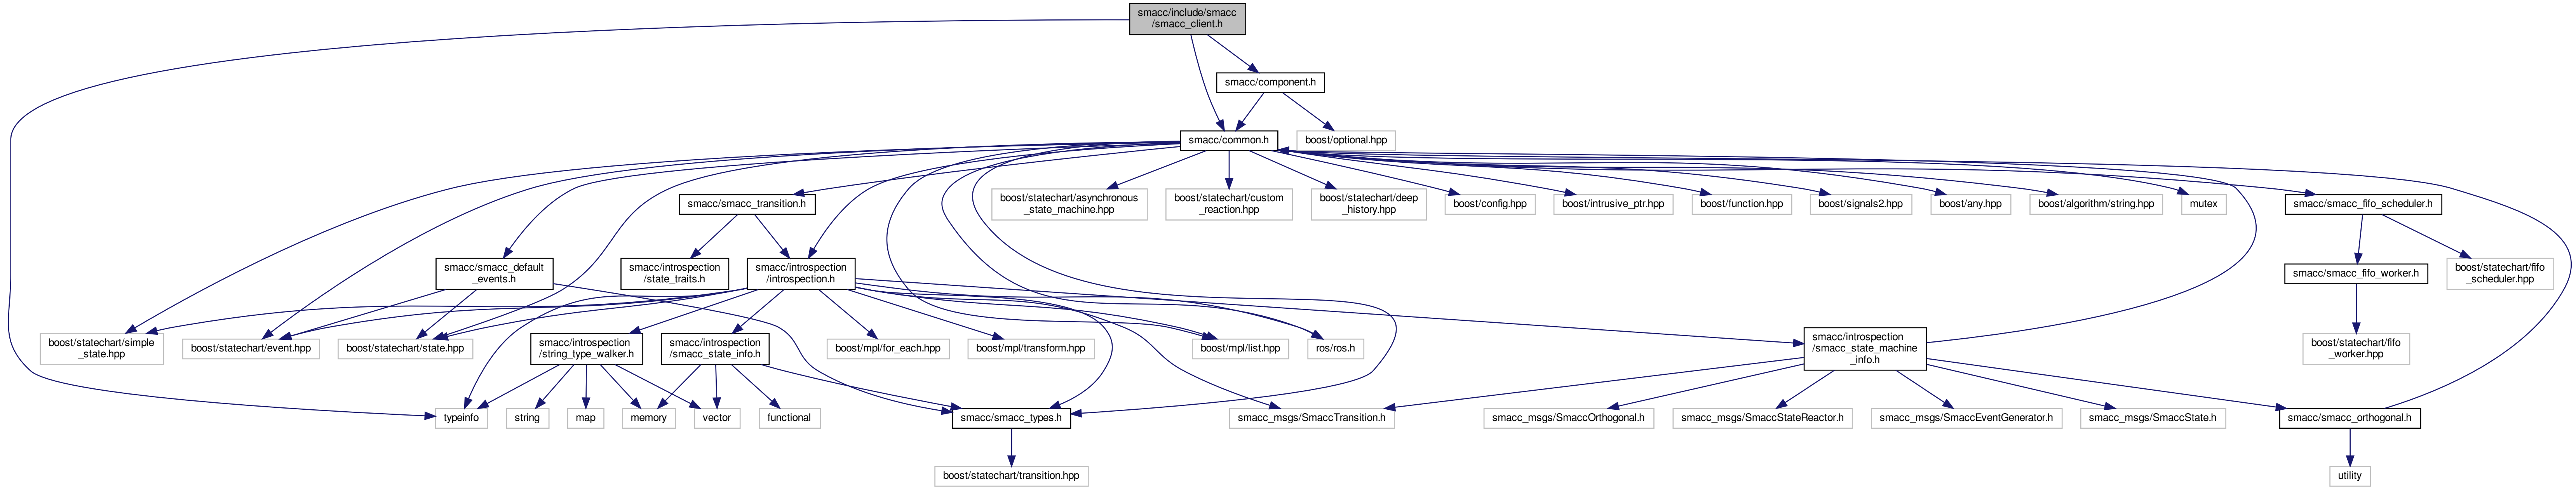 smacc/include/smacc
/smacc_client.h
smacc/component.h
smacc/common.h
boost/optional.hpp
smacc/smacc_transition.h
boost/statechart/asynchronous
_state_machine.hpp
boost/statechart/custom
_reaction.hpp
boost/statechart/deep
_history.hpp
boost/config.hpp
boost/intrusive_ptr.hpp
boost/function.hpp
boost/signals2.hpp
boost/any.hpp
boost/algorithm/string.hpp
mutex
smacc/smacc_fifo_scheduler.h
smacc/smacc_default
_events.h
smacc/introspection
/state_traits.h
smacc/introspection
/introspection.h
smacc/smacc_fifo_worker.h
boost/statechart/fifo
_scheduler.hpp
boost/statechart/simple
_state.hpp
boost/statechart/event.hpp
boost/statechart/state.hpp
smacc/introspection
/string_type_walker.h
smacc/introspection
/smacc_state_info.h
boost/mpl/for_each.hpp
boost/mpl/transform.hpp
boost/mpl/list.hpp
ros/ros.h
smacc/introspection
/smacc_state_machine
_info.h
boost/statechart/fifo
_worker.hpp
typeinfo
string
map
memory
vector
functional
smacc/smacc_types.h
smacc_msgs/SmaccTransition.h
smacc_msgs/SmaccOrthogonal.h
smacc_msgs/SmaccStateReactor.h
smacc_msgs/SmaccEventGenerator.h
smacc_msgs/SmaccState.h
smacc/smacc_orthogonal.h
boost/statechart/transition.hpp
utility